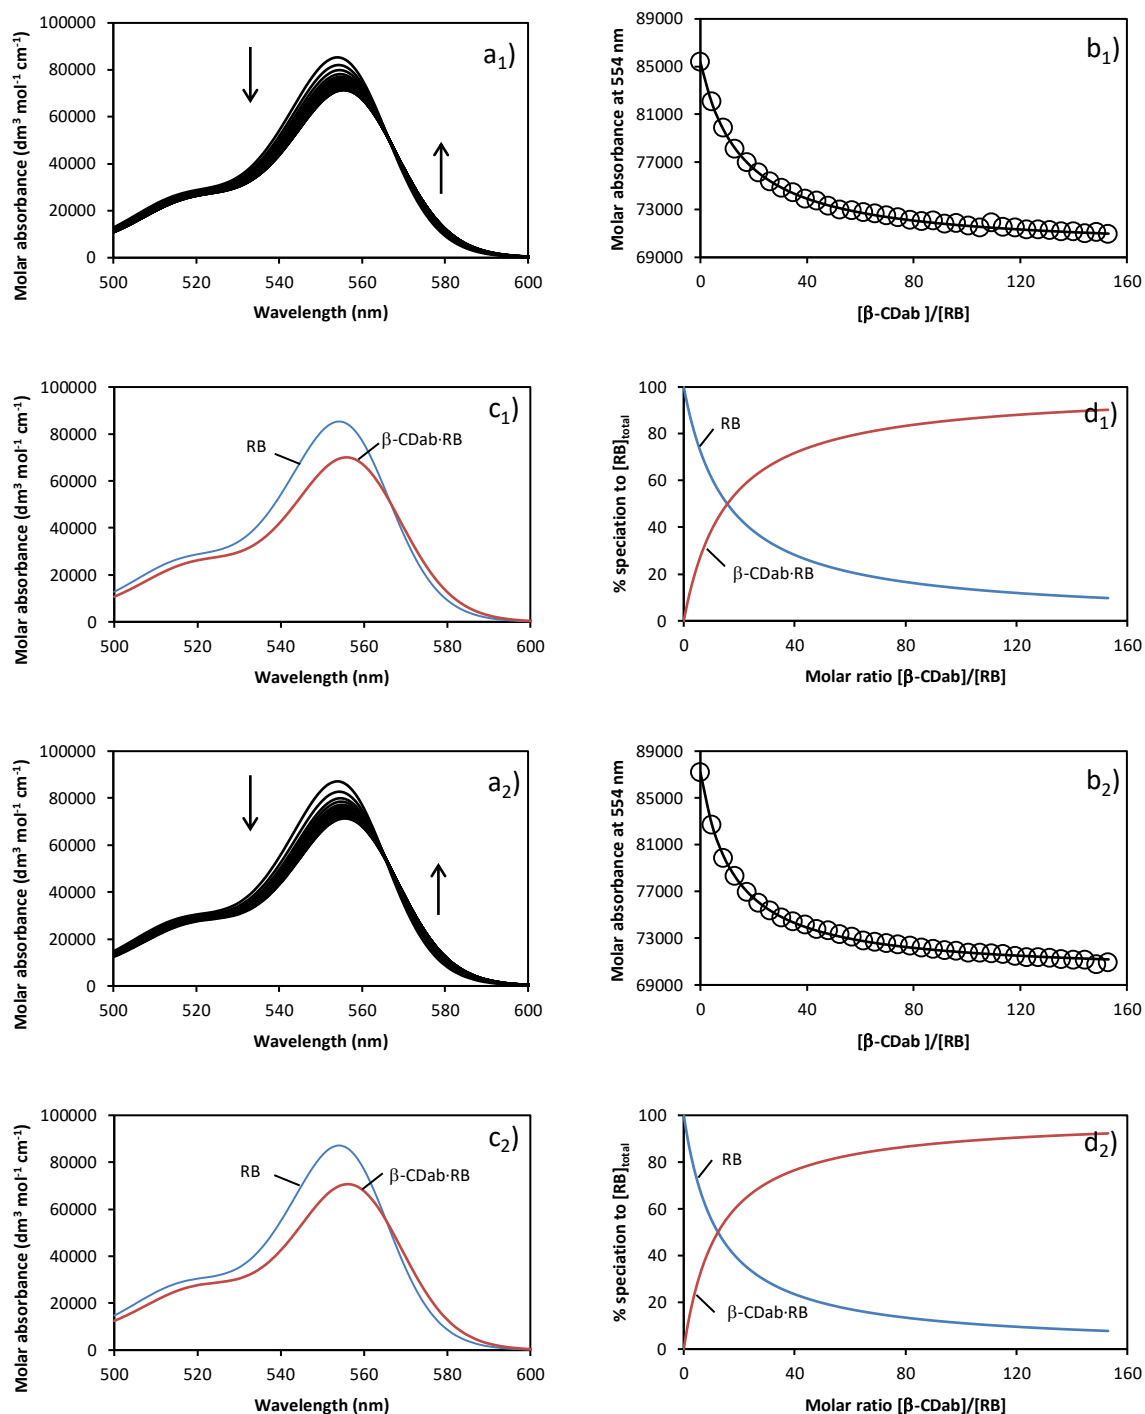 a1)
Molar absorbance (dm³ mol⁻¹ cm⁻¹)
100000
80000
60000
40000
20000
0
500 520 540 560 580 600
Wavelength (nm)
b1)
Molar absorbance at 554 nm
89000
85000
81000
77000
73000
69000
0 40 80 120 160
[β-CDab ]/[RB]
c1)
Molar absorbance (dm³ mol⁻¹ cm⁻¹)
100000
80000
60000
40000
20000
0
RB
β-CDab·RB
500 520 540 560 580 600
Wavelength (nm)
d1)
% speciation to [RB]total
100
80
60
40
20
0
RB
β-CDab·RB
0 40 80 120 160
Molar ratio [β-CDab]/[RB]
a2)
Molar absorbance (dm³ mol⁻¹ cm⁻¹)
100000
80000
60000
40000
20000
0
500 520 540 560 580 600
Wavelength (nm)
b2)
Molar absorbance at 554 nm
89000
85000
81000
77000
73000
69000
0 40 80 120 160
[β-CDab ]/[RB]
c2)
Molar absorbance (dm³ mol⁻¹ cm⁻¹)
100000
80000
60000
40000
20000
0
RB
β-CDab·RB
500 520 540 560 580 600
Wavelength (nm)
d2)
% speciation to [RB]total
100
80
60
40
20
0
RB
β-CDab·RB
0 40 80 120 160
Molar ratio [β-CDab]/[RB]